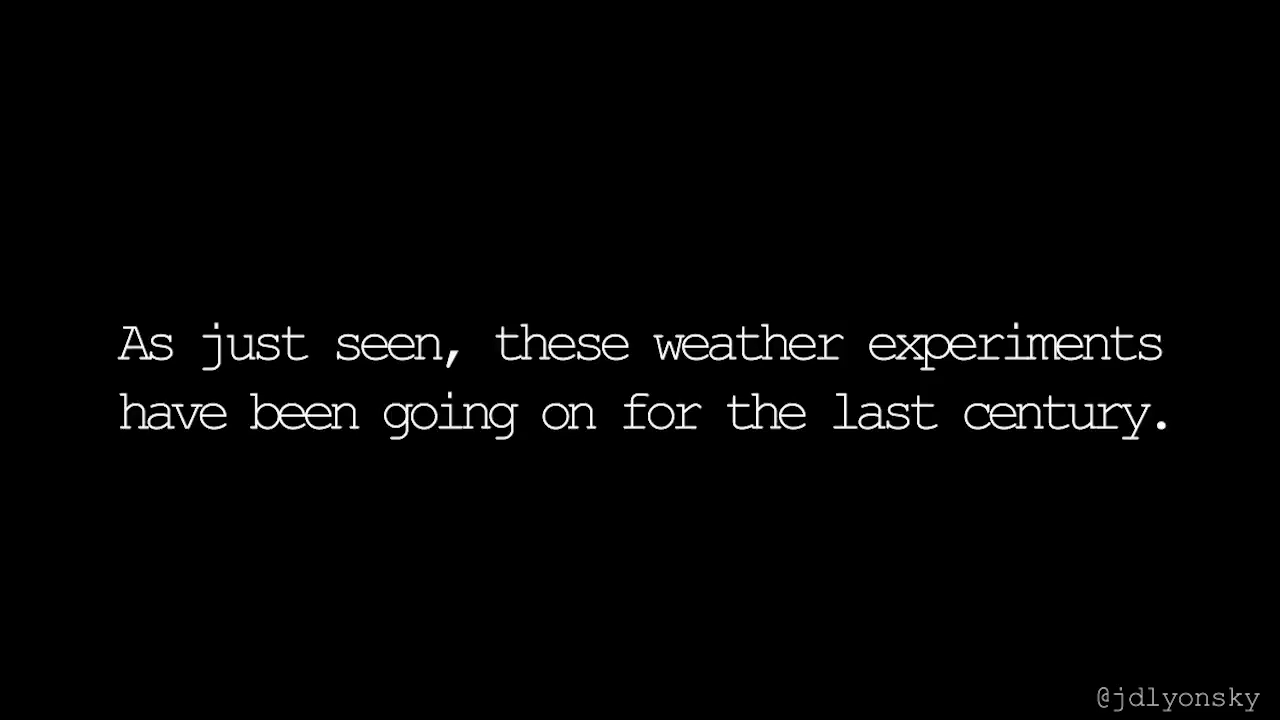 As just seen, these weather experiments
have been going on for the last century.
@jdlyonsky